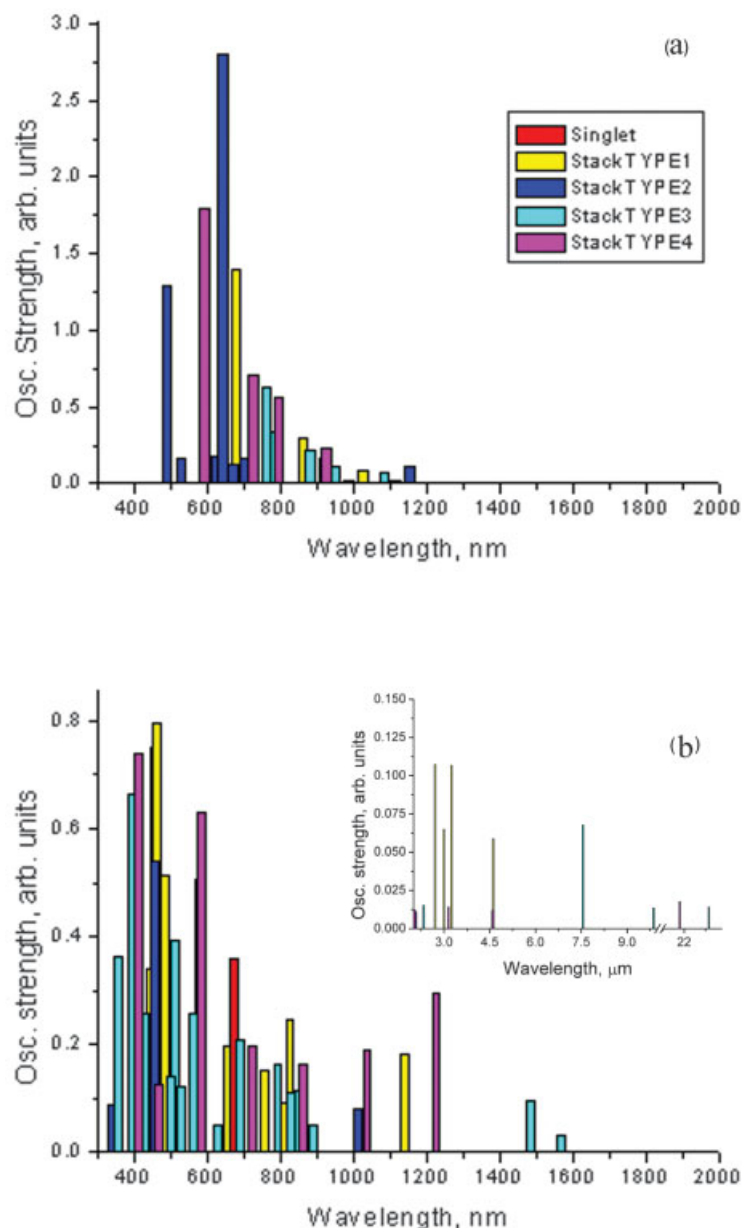 (a)
3.0
2.5
2.0
1.5
1.0
0.5
0.0
Osc. Strength, arb. units
Singlet
StackTYPE1
StackTYPE2
StackTYPE3
StackTYPE4
400 600 800 1000 1200 1400 1600 1800 2000
Wavelength, nm
(b)
0.8
0.6
0.4
0.2
0.0
Osc. strength, arb. units
0.150
0.125
0.100
0.075
0.050
0.025
0.000
Osc. strength, arb. units
3.0 4.5 6.0 7.5 9.0 22
Wavelength, μm
400 600 800 1000 1200 1400 1600 1800 2000
Wavelength, nm